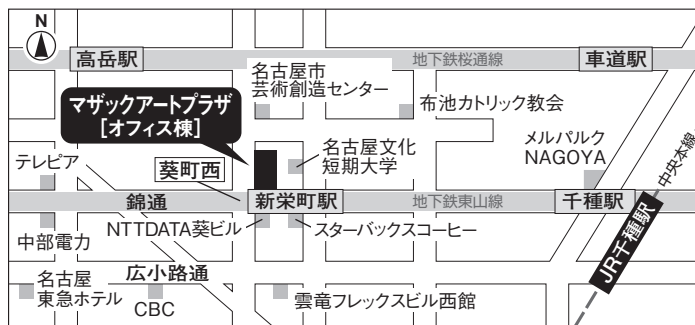 N
高岳駅
地下鉄桜通線
車道駅
名古屋市
芸術創造センター
マザックアートプラザ
[オフィス棟]
布池カトリック教会
名古屋文化
短期大学
メルパルク
NAGOYA
中央本線
テレピア
葵町西
錦通
新栄町駅
地下鉄東山線
千種駅
JR千種駅
中部電力
NTTDATA葵ビル
スターバックスコーヒー
広小路通
名古屋
東急ホテル
CBC
雲竜フレックスビル西館